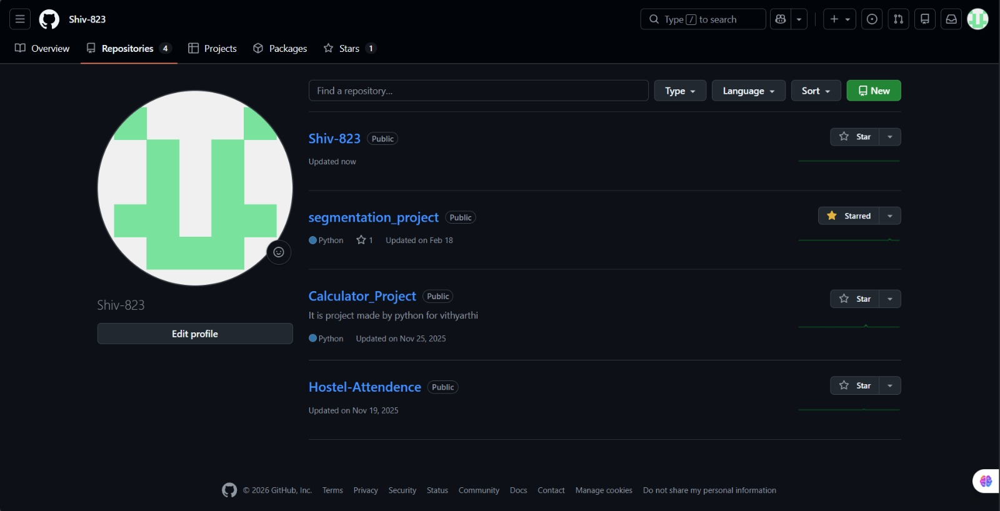 Shiv-823
Type / to search
Overview
Repositories 4
Projects
Packages
Stars 1
Find a repository...
Type
Language
Sort
New
Shiv-823 Public
Star
Updated now
segmentation_project Public
Starred
Python 1 Updated on Feb 18
Calculator_Project Public
Star
It is project made by python for vithyarthi
Python Updated on Nov 25, 2025
Hostel-Attendence Public
Star
Updated on Nov 19, 2025
Shiv-823
Edit profile
© 2026 GitHub, Inc. Terms Privacy Security Status Community Docs Contact Manage cookies Do not share my personal information